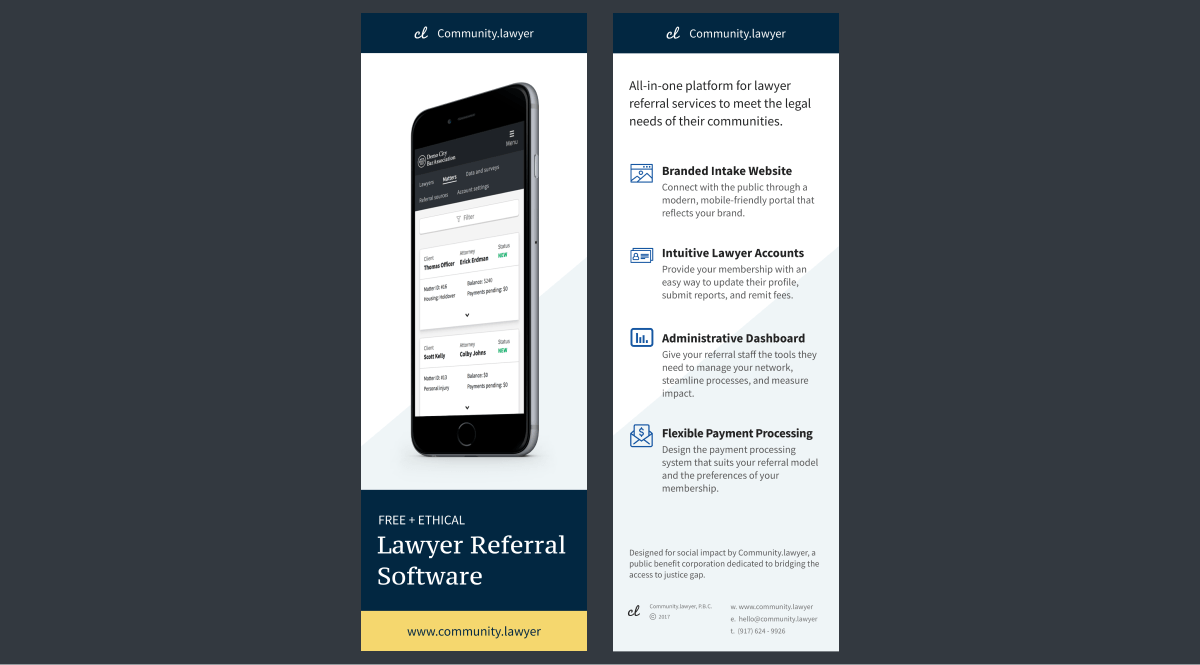 cl Community.lawyer
Demo City
Bar Association
Menu
Lawyers Matters Data and surveys
Referral sources Account settings
Filter
Client Attorney Status
Thomas Officer Erick Erdman NEW
Matter ID: #16 Balance: $240
Housing: Holdover Payments pending: $0
Client Attorney Status
Scott Kelly Colby Johns NEW
Matter ID: #13 Balance: $0
Personal injury Payments pending: $0
FREE + ETHICAL
Lawyer Referral
Software
www.community.lawyer
cl Community.lawyer
All-in-one platform for lawyer
referral services to meet the legal
needs of their communities.
Branded Intake Website
Connect with the public through a
modern, mobile-friendly portal that
reflects your brand.
Intuitive Lawyer Accounts
Provide your membership with an
easy way to update their profile,
submit reports, and remit fees.
Administrative Dashboard
Give your referral staff the tools they
need to manage your network,
steamline processes, and measure
impact.
Flexible Payment Processing
Design the payment processing
system that suits your referral model
and the preferences of your
membership.
Designed for social impact by Community.lawyer, a
public benefit corporation dedicated to bridging the
access to justice gap.
cl
Community.lawyer, P.B.C.
© 2017
w. www.community.lawyer
e. hello@community.lawyer
t. (917) 624 - 9926